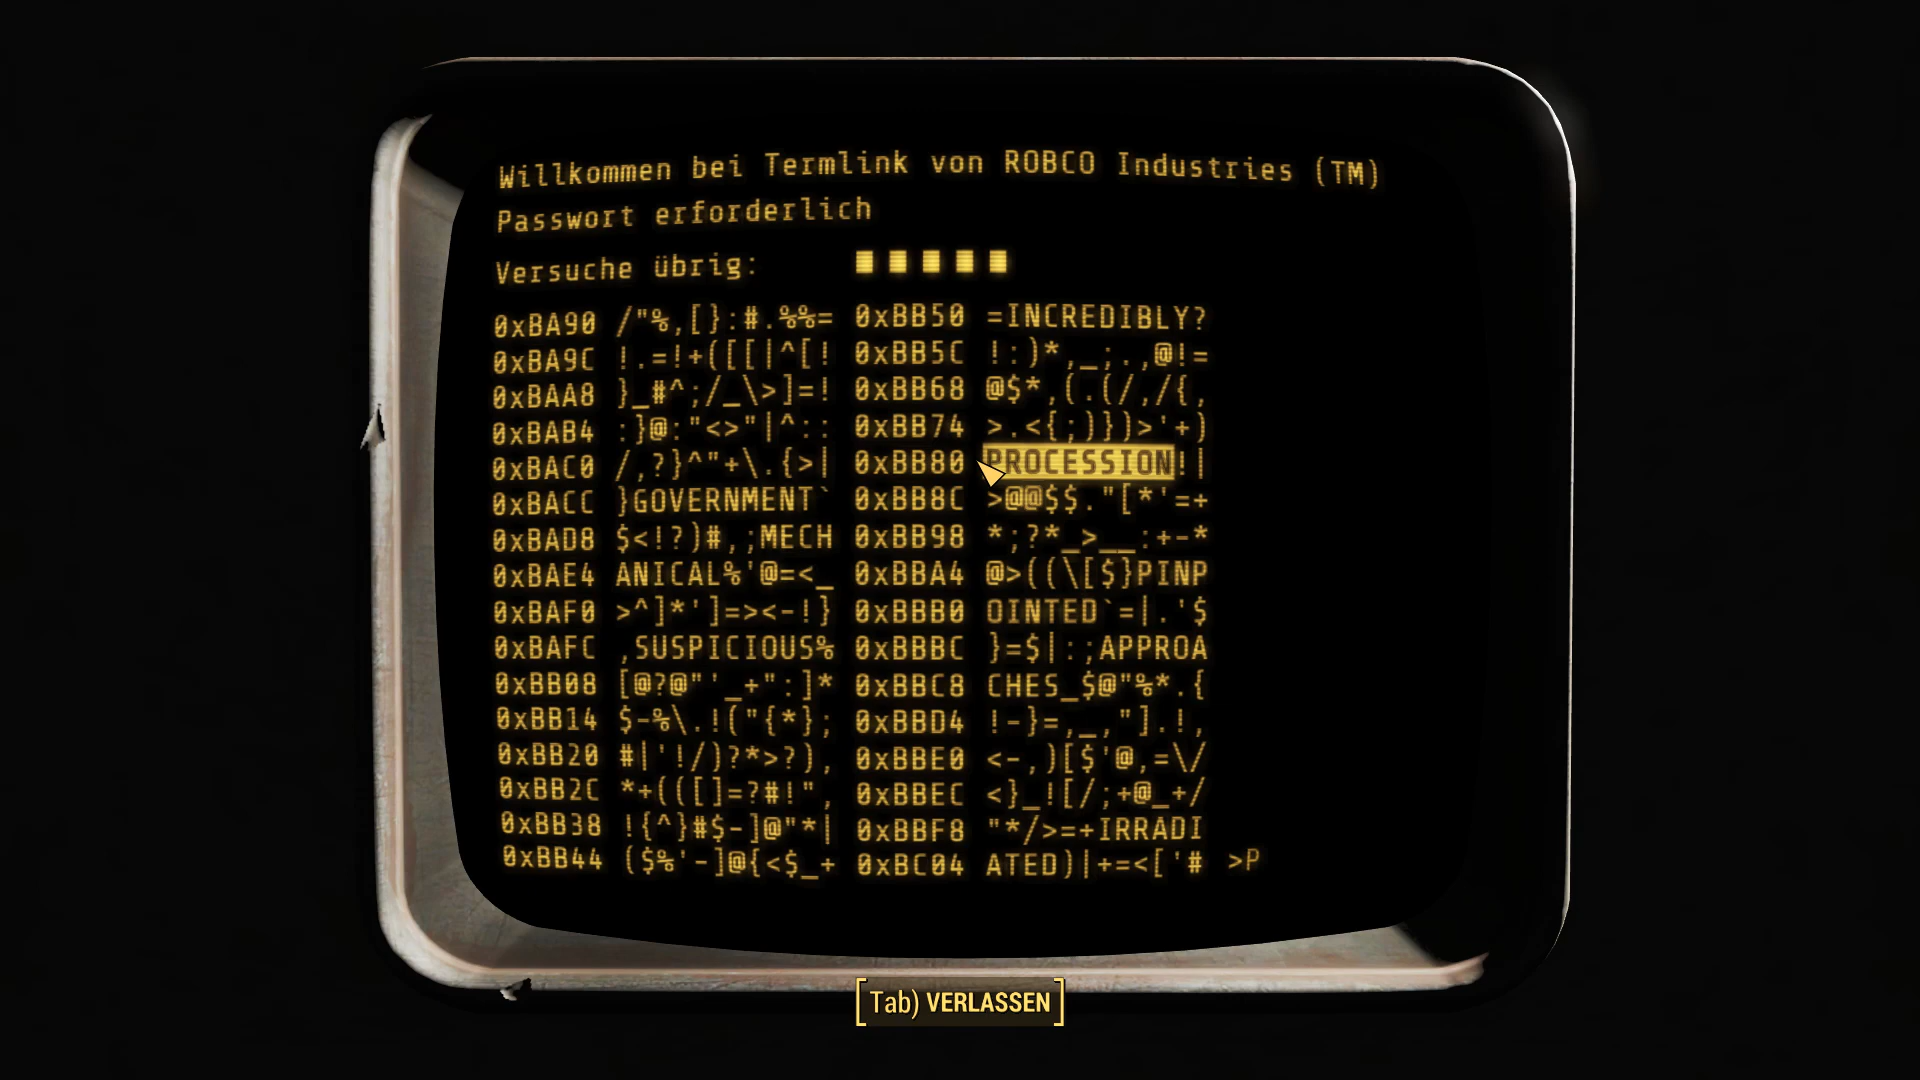 Willkommen bei Termlink von ROBCO Industries (TM)
Passwort erforderlich
Versuche übrig: ■ ■ ■ ■ ■
0xBA90 /"%,[}:#.%%= 0xBB50 =INCREDIBLY?
0xBA9C !.=!+([[|^[! 0xBB5C !:)*,_;.,@!=
0xBAA8 }_#^;/_\>]=! 0xBB68 @$*,(.(/,/{,
0xBAB4 :}@:"<>"|^:: 0xBB74 >.<{;)})>'+)
0xBAC0 /,?}^"+\.{>| 0xBB80 PROCESSION!|
0xBACC }GOVERNMENT` 0xBB8C >@@$$."[*'=+
0xBAD8 $<!?)#,;MECH 0xBB98 *;?*_>__:+-*
0xBAE4 ANICAL%'@=<_ 0xBBA4 @>((\[$}PINP
0xBAF0 >^]*']=><-!} 0xBBB0 OINTED`=|.'$
0xBAFC ,SUSPICIOUS% 0xBBBC }=$|:;APPROA
0xBB08 [@?@"'_+":]* 0xBBC8 CHES_$@"%*.{
0xBB14 $-%\.!("{*}; 0xBBD4 !-}=,_,"].!,
0xBB20 #|'!/)?*>?), 0xBBE0 <-,)[$'@,=\/
0xBB2C *+(([]=?#!", 0xBBEC <}_![/;+@_+/
0xBB38 !{^}#$-]@"*| 0xBBF8 "*/>=+IRRADI
0xBB44 ($%'-]@{<$_+ 0xBC04 ATED)|+=<['# >P
[Tab) VERLASSEN]